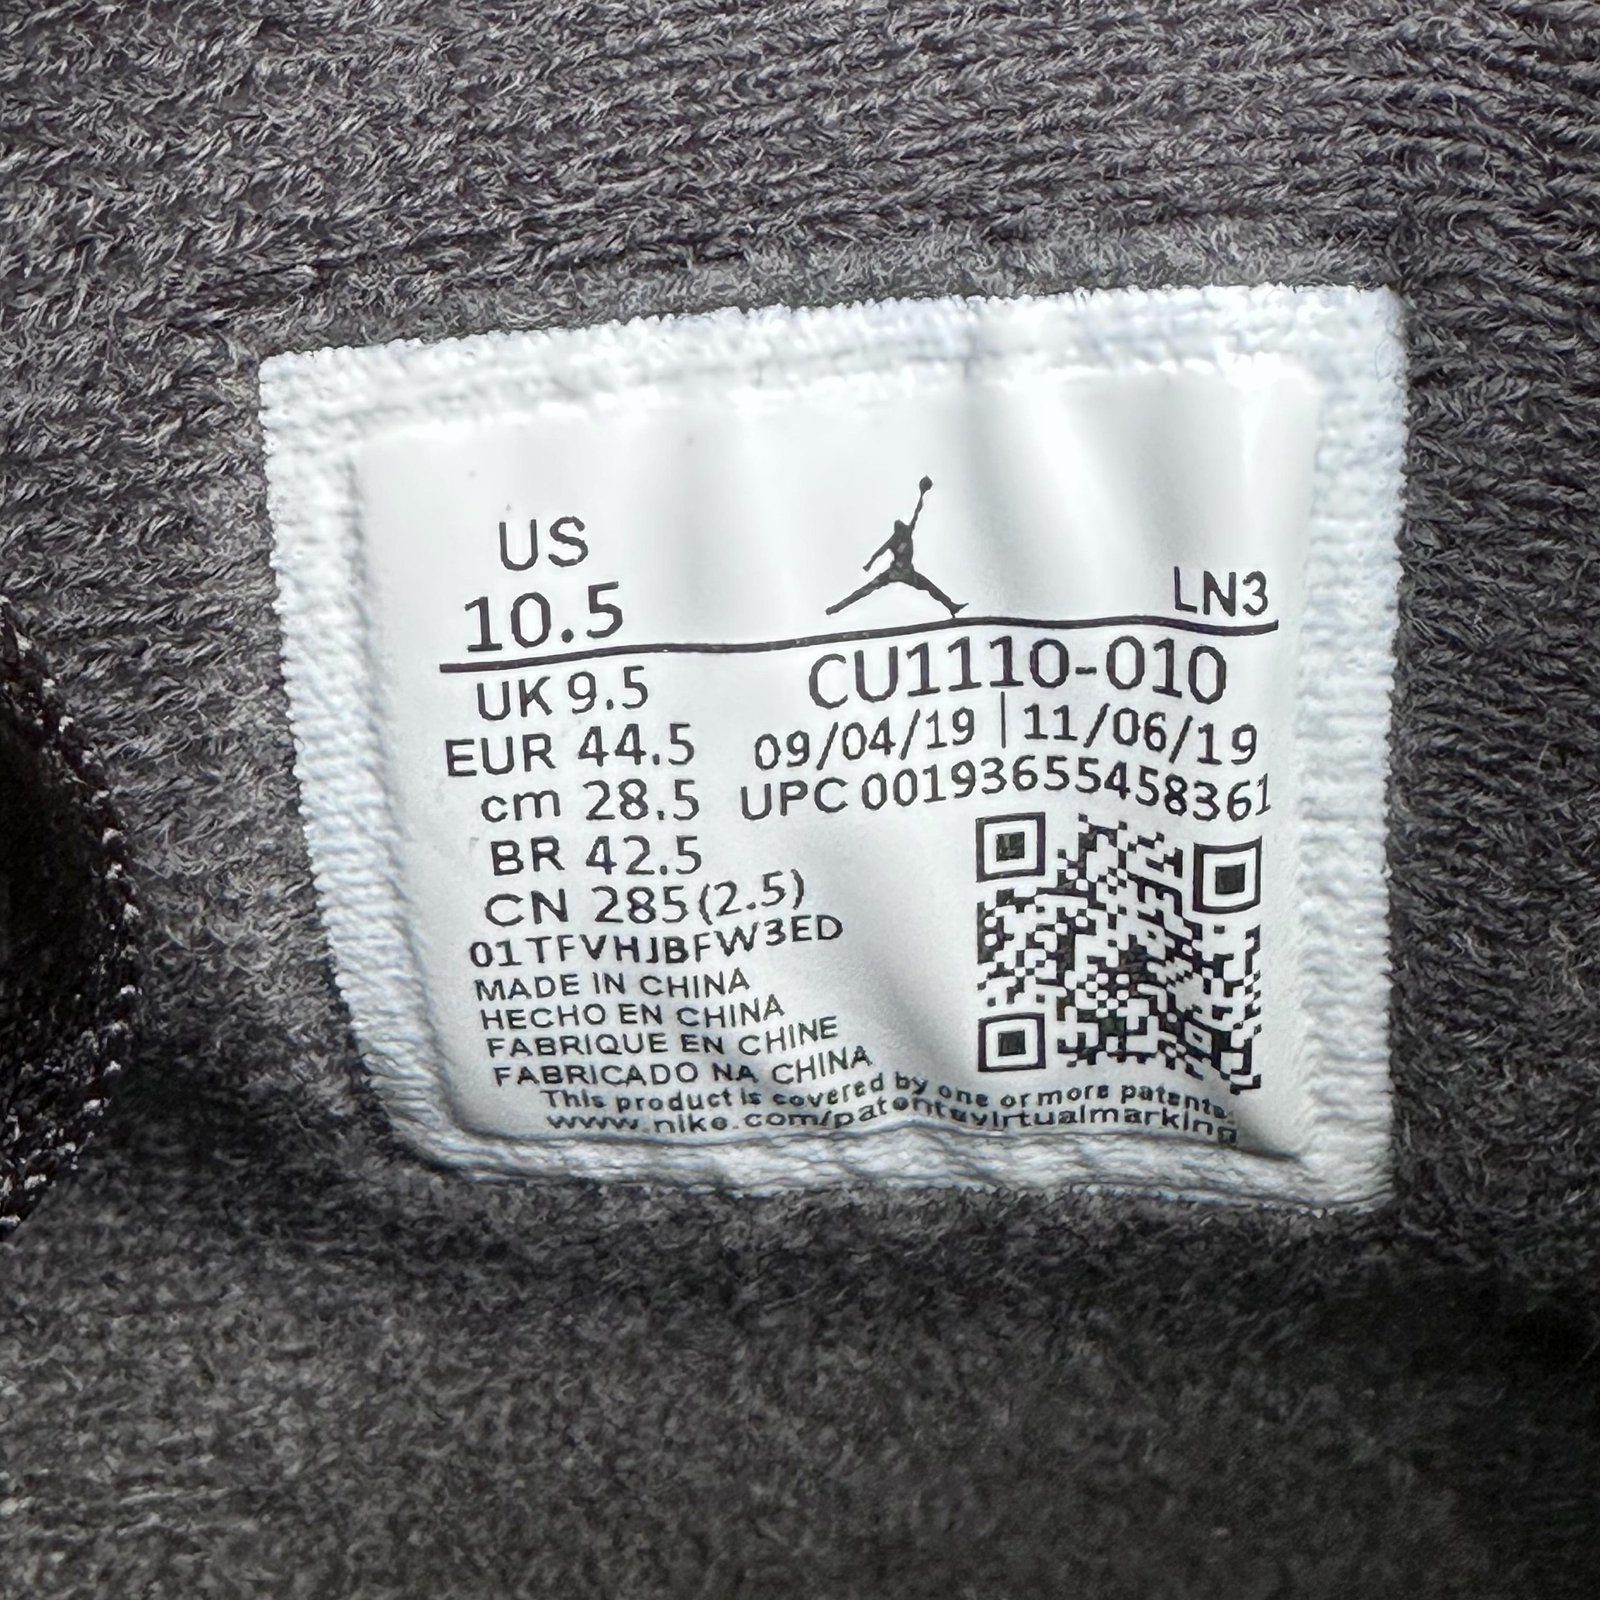 US
10.5
LN3
UK 9.5
CU1110-010
EUR 44.5
09/04/19 | 11/06/19
cm 28.5
UPC 00193655458361
BR 42.5
CN 285(2.5)
01TFVHJBFW3ED
MADE IN CHINA
HECHO EN CHINA
FABRIQUE EN CHINE
FABRICADO NA CHINA
This product is covered by one or more patents.
www.nike.com/patentsvirtualmarking